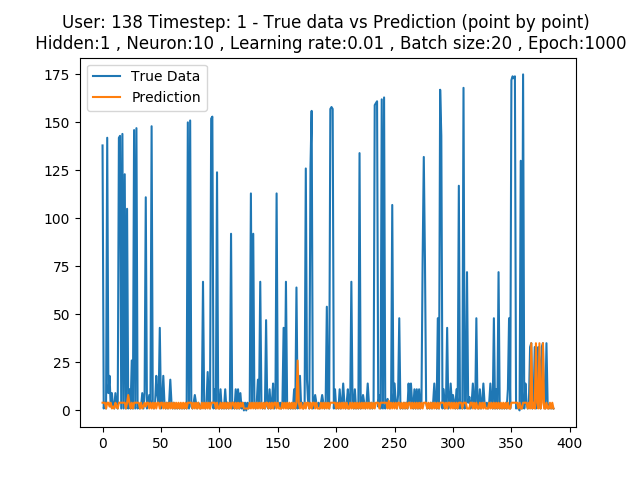 User: 138 Timestep: 1 - True data vs Prediction (point by point)
Hidden:1 , Neuron:10 , Learning rate:0.01 , Batch size:20 , Epoch:1000
True Data
Prediction
175
150
125
100
75
50
25
0
0 50 100 150 200 250 300 350 400